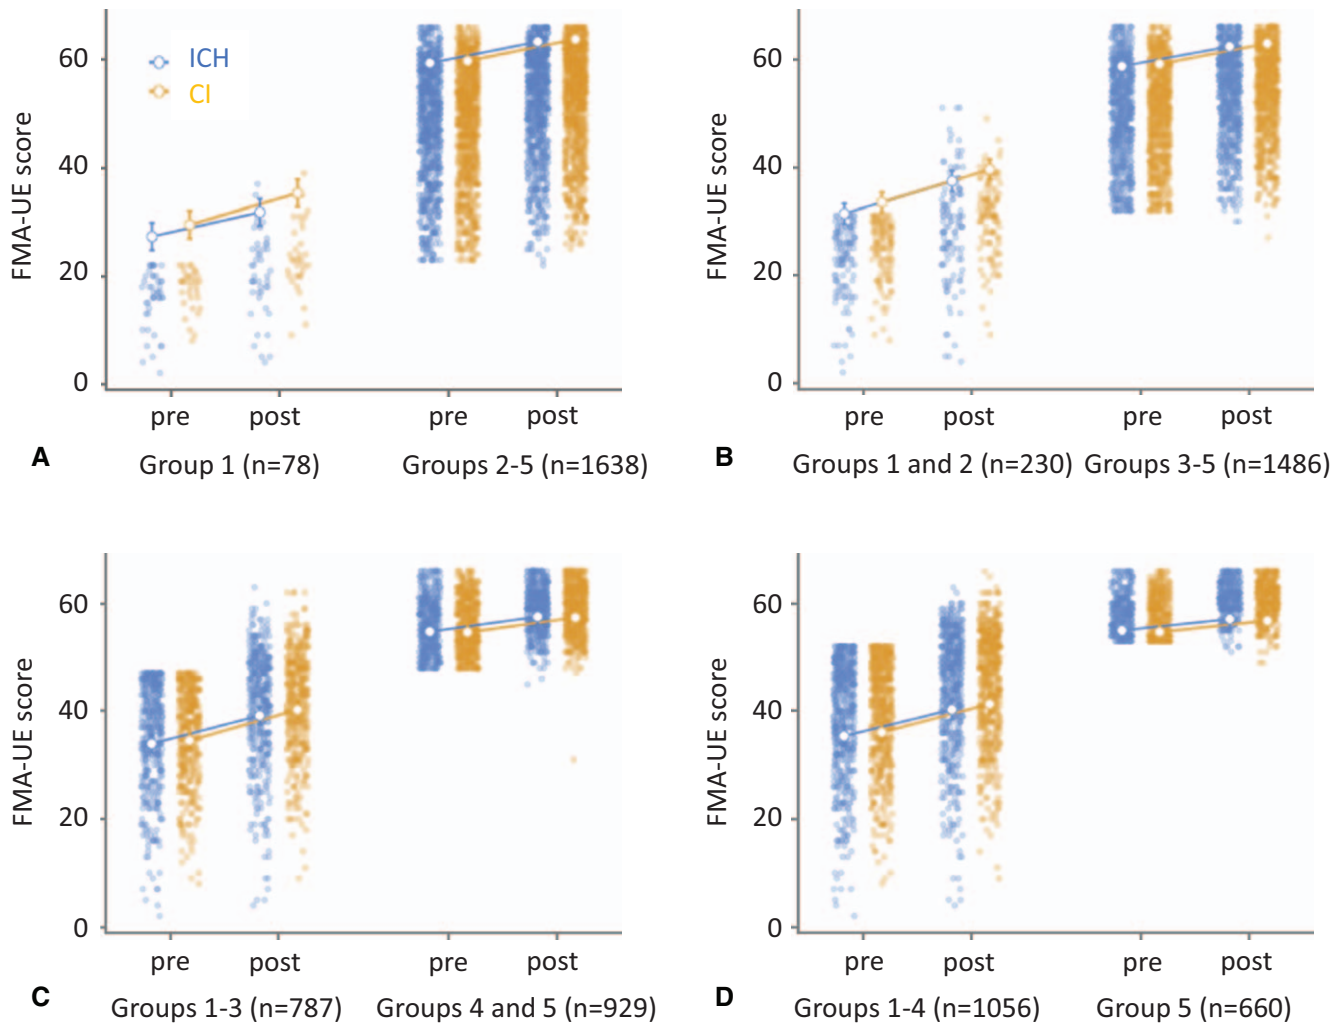 FMA-UE score
60
40
20
0
ICH
CI
pre post pre post
A Group 1 (n=78) Groups 2-5 (n=1638)
FMA-UE score
60
40
20
0
pre post pre post
B Groups 1 and 2 (n=230) Groups 3-5 (n=1486)
FMA-UE score
60
40
20
0
pre post pre post
C Groups 1-3 (n=787) Groups 4 and 5 (n=929)
FMA-UE score
60
40
20
0
pre post pre post
D Groups 1-4 (n=1056) Group 5 (n=660)